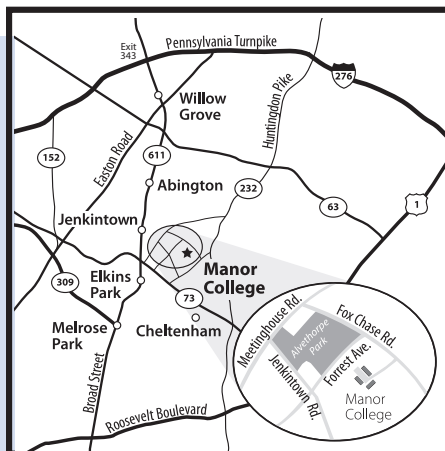 Exit
343
Pennsylvania Turnpike
276
Willow
Grove
Huntingdon Pike
Easton Road
152
611
Abington
232
63
1
Jenkintown
Manor
College
Elkins
Park
309
73
Cheltenham
Melrose
Park
Broad Street
Roosevelt Boulevard
Meetinghouse Rd.
Fox Chase Rd.
Alvethorpe
Park
Jenkintown Rd.
Forrest Ave.
Manor
College